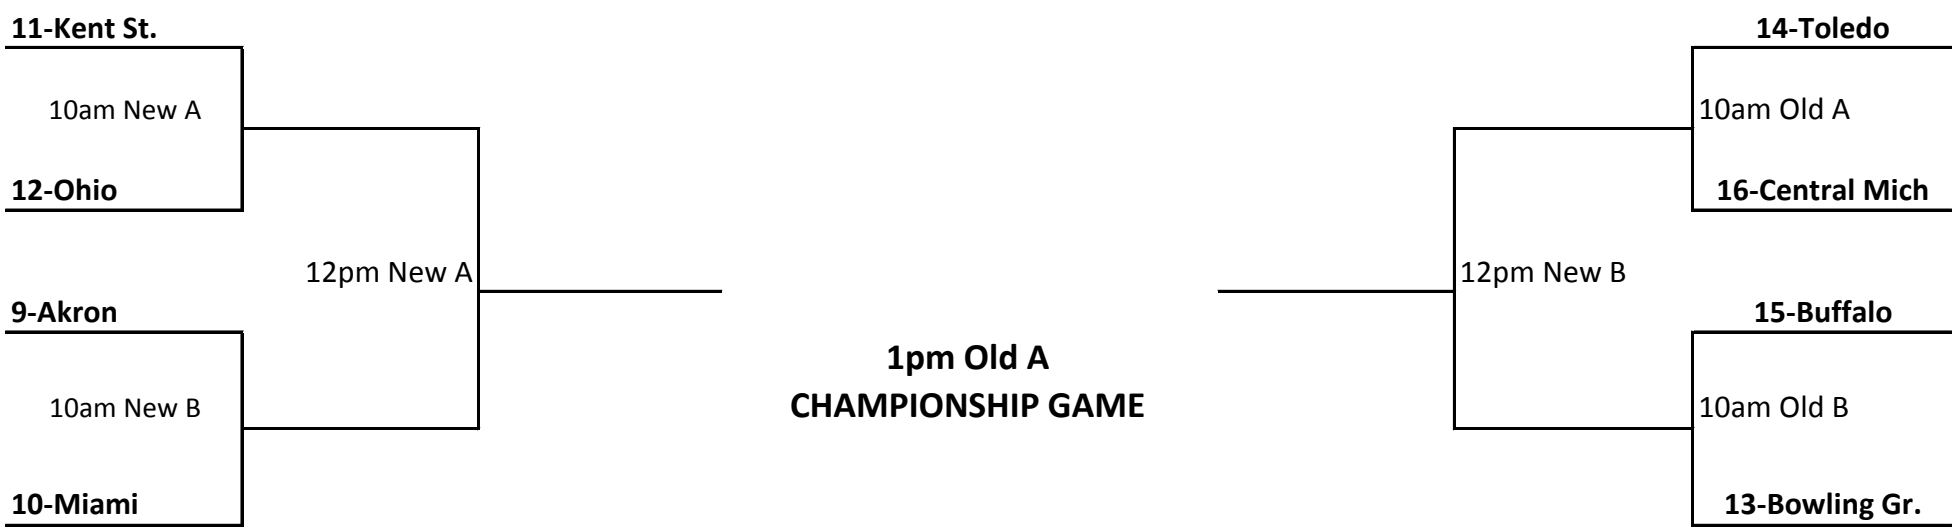 11-Kent St.
14-Toledo
10am New A
10am Old A
12-Ohio
16-Central Mich
12pm New A
12pm New B
9-Akron
15-Buffalo
1pm Old A
CHAMPIONSHIP GAME
10am New B
10am Old B
10-Miami
13-Bowling Gr.